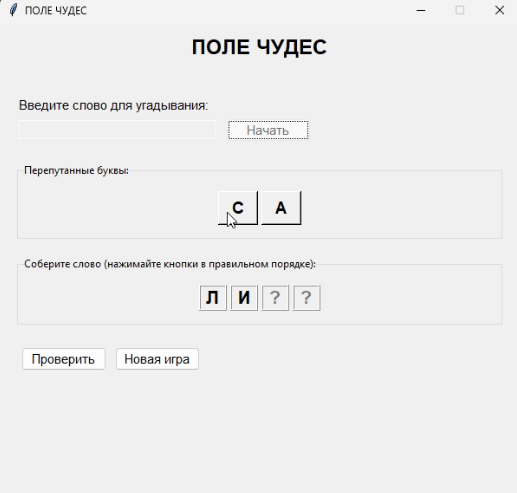 ПОЛЕ ЧУДЕС
ПОЛЕ ЧУДЕС
Введите слово для угадывания:
Начать
Перепутанные буквы:
С А
Соберите слово (нажимайте кнопки в правильном порядке):
Л И ? ?
Проверить Новая игра